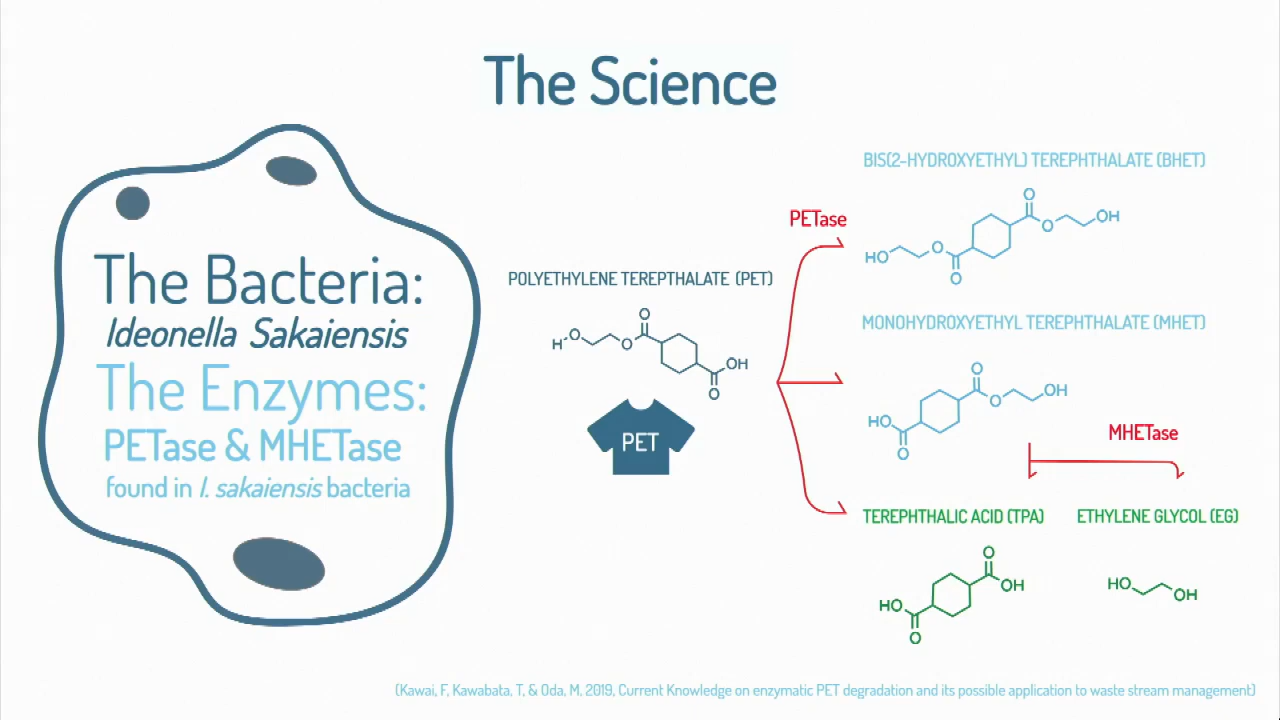 The Science
The Bacteria:
Ideonella Sakaiensis
The Enzymes:
PETase & MHETase
found in I. sakaiensis bacteria
POLYETHYLENE TEREPTHALATE (PET)
H
O
O
O
OH
O
PET
PETase
BIS(2-HYDROXYETHYL) TEREPHTHALATE (BHET)
O
OH
O
O
HO
O
MONOHYDROXYETHYL TEREPHTHALATE (MHET)
O
OH
O
HO
O
MHETase
TEREPHTHALIC ACID (TPA)
O
OH
HO
O
ETHYLENE GLYCOL (EG)
HO
OH
(Kawai, F, Kawabata, T, & Oda, M. 2019, Current Knowledge on enzymatic PET degradation and its possible application to waste stream management)